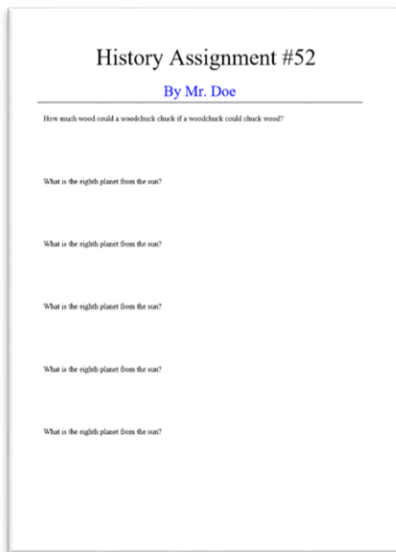 History Assignment #52
By Mr. Doe
How much wood could a woodchuck chuck if a woodchuck could chuck wood?
What is the eighth planet from the sun?
What is the eighth planet from the sun?
What is the eighth planet from the sun?
What is the eighth planet from the sun?
What is the eighth planet from the sun?